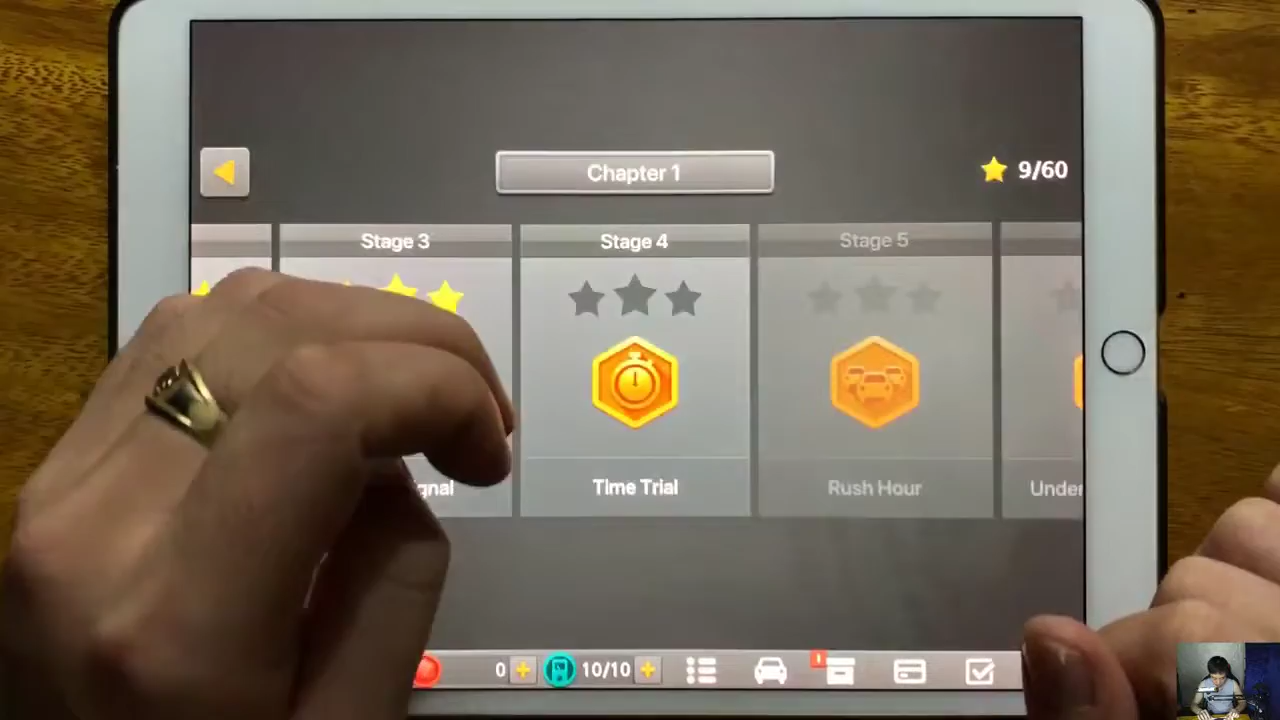 Chapter 1
9/60
Stage 3
Stage 4
Stage 5
Time Trial
Rush Hour
0
10/10